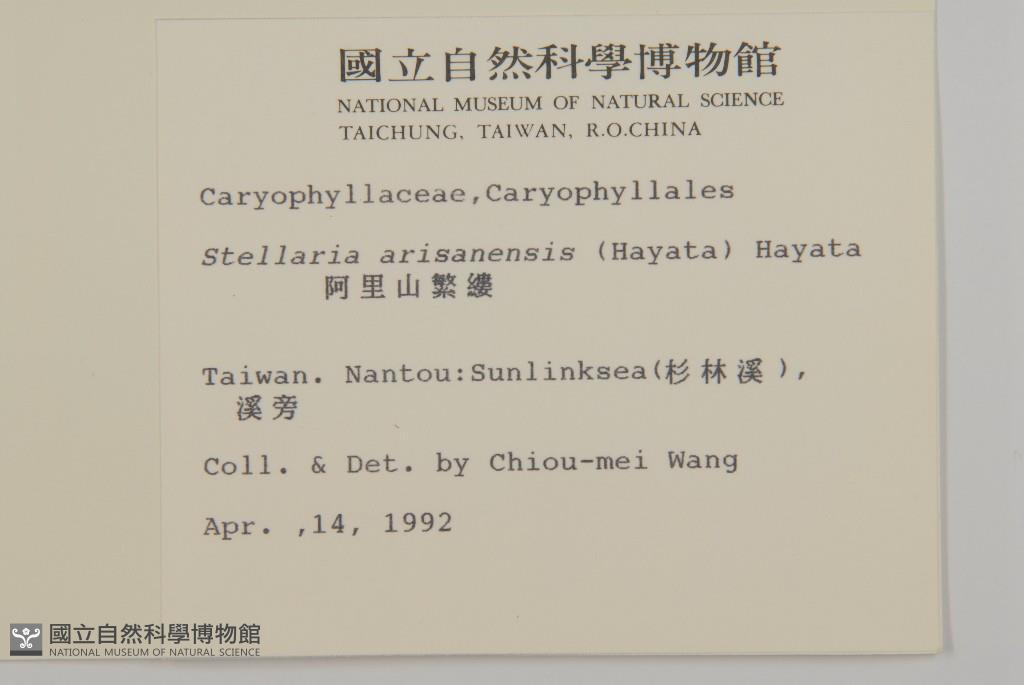 國立自然科學博物館
NATIONAL MUSEUM OF NATURAL SCIENCE
TAICHUNG, TAIWAN, R.O.CHINA
Caryophyllaceae,Caryophyllales
Stellaria arisanensis (Hayata) Hayata
阿里山繁縷
Taiwan. Nantou:Sunlinksea(杉林溪),
溪旁
Coll. & Det. by Chiou-mei Wang
Apr. ,14, 1992
國立自然科學博物館
NATIONAL MUSEUM OF NATURAL SCIENCE